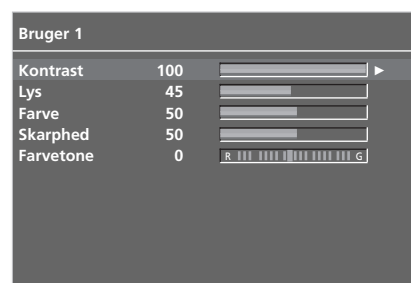 Bruger 1
Kontrast 100
Lys 45
Farve 50
Skarphed 50
Farvetone 0 R G